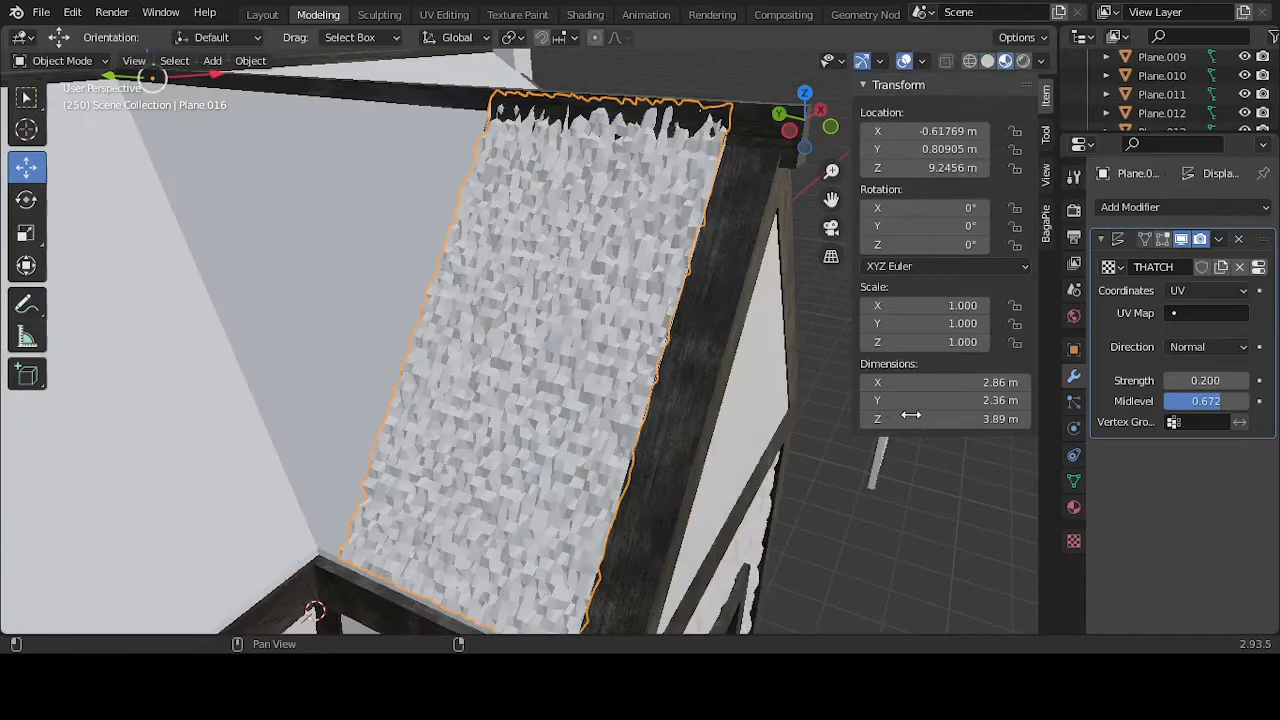 File Edit Render Window Help Layout Modeling Sculpting UV Editing Texture Paint Shading Animation Rendering Compositing Geometry Nod Scene View Layer
Orientation: Default Drag: Select Box Global Options
Object Mode View Select Add Object
User Perspective
(250) Scene Collection | Plane.016
Plane.009
Plane.010
Plane.011
Plane.012
Transform
Location:
X -0.61769 m
Y 0.80905 m
Z 9.2456 m
Rotation:
X 0°
Y 0°
Z 0°
XYZ Euler
Scale:
X 1.000
Y 1.000
Z 1.000
Dimensions:
X 2.86 m
Y 2.36 m
Z 3.89 m
Item
Tool
View
BagaPie
Z
Y
X
Plane.0... Displa...
Add Modifier
THATCH
Coordinates UV
UV Map
Direction Normal
Strength 0.200
Midlevel 0.672
Vertex Gro...
Pan View 2.93.5